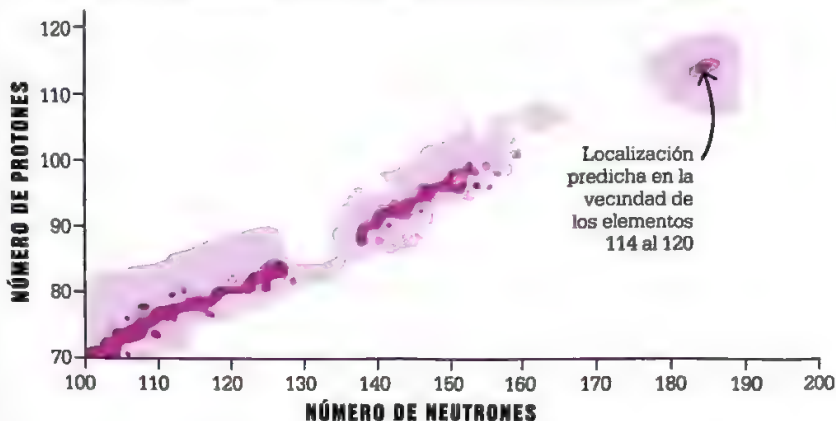 120
110
100
90
80
70
NÚMERO DE PROTONES
Localización
predicha en la
vecindad de
los elementos
114 al 120
100 110 120 130 140 150 160 170 180 190 200
NÚMERO DE NEUTRONES